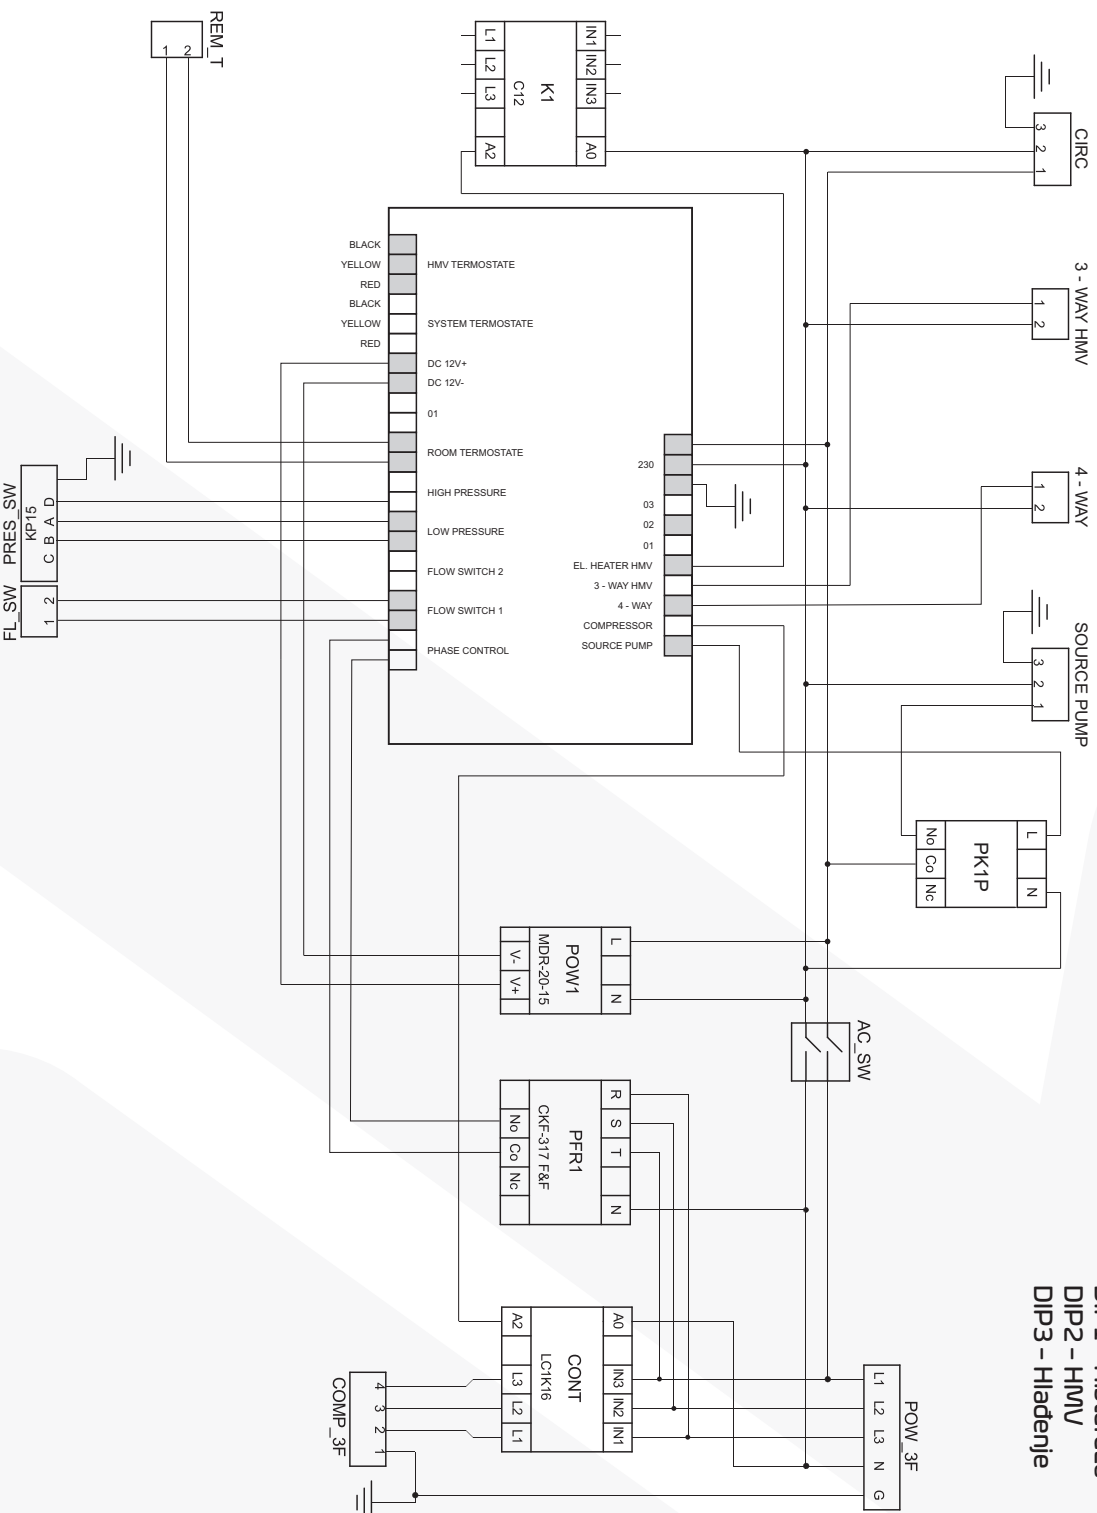 REM_T
1 2
IN1 IN2 IN3 A0
K1
C12
L1 L2 L3 A2
CIRC
3 2 1
3 - WAY HMV
1 2
4 - WAY
1 2
SOURCE PUMP
3 2 1
BLACK
YELLOW
RED
BLACK
YELLOW
RED
HMV TERMOSTATE
SYSTEM TERMOSTATE
DC 12V+
DC 12V-
01
ROOM TERMOSTATE
HIGH PRESSURE
LOW PRESSURE
FLOW SWITCH 2
FLOW SWITCH 1
PHASE CONTROL
230
03
02
01
EL. HEATER HMV
3 - WAY HMV
4 - WAY
COMPRESSOR
SOURCE PUMP
PRES_SW
KP15
D A B C
FL_SW
2 1
L N
PK1P
No Co Nc
L N
POW1
MDR-20-15
V- V+
AC_SW
R S T N
PFR1
CKF-317 F&F
No Co Nc
A0 IN3 IN2 IN1
CONT
LC1K16
A2 L3 L2 L1
COMP_3F
4 3 2 1
POW_3F
L1 L2 L3 N G
DIP2 – HMV
DIP3 – Hlađenje